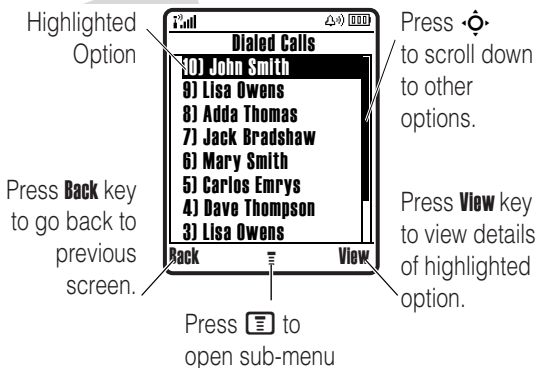 Highlighted
Option
Dialed Calls
10) John Smith
9) Lisa Owens
8) Adda Thomas
7) Jack Bradshaw
6) Mary Smith
5) Carlos Emrys
4) Dave Thompson
3) Lisa Owens
Back
View
Press
to scroll down
to other
options.
Press Back key
to go back to
previous
screen.
Press View key
to view details
of highlighted
option.
Press to
open sub-menu